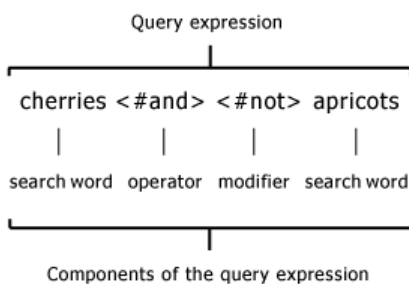 Query expression
cherries <#and> <#not> apricots
search word operator modifier search word
Components of the query expression